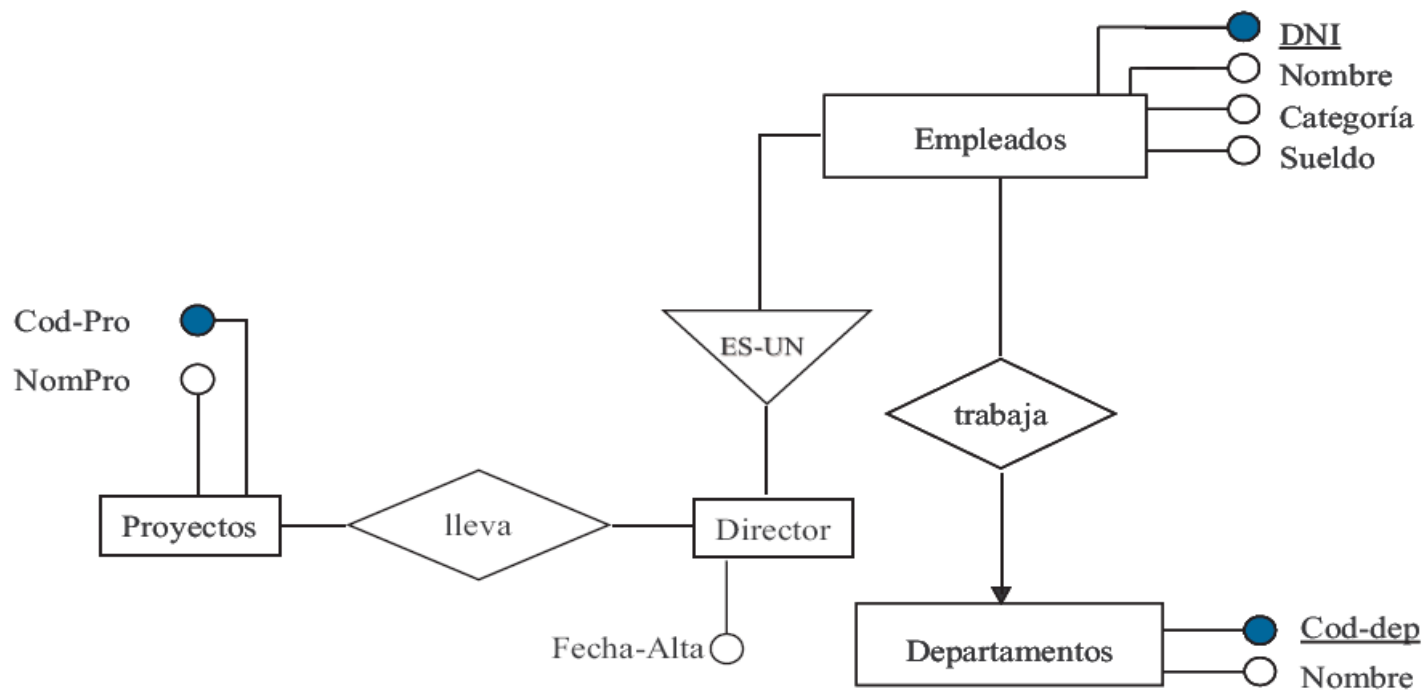 DNI
Nombre
Categoría
Sueldo
Empleados
ES-UN
Cod-Pro
NomPro
trabaja
Proyectos
lleva
Director
Fecha-Alta
Departamentos
Cod-dep
Nombre